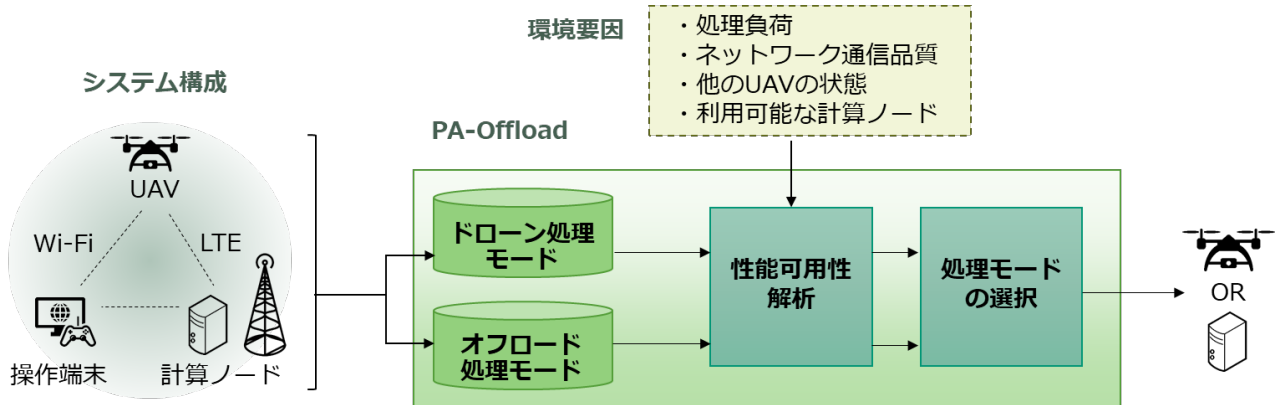 環境要因
・処理負荷
・ネットワーク通信品質
・他のUAVの状態
・利用可能な計算ノード
システム構成
PA-Offload
UAV
Wi-Fi
LTE
操作端末
計算ノード
ドローン処理
モード
オフロード
処理モード
性能可用性
解析
処理モード
の選択
OR